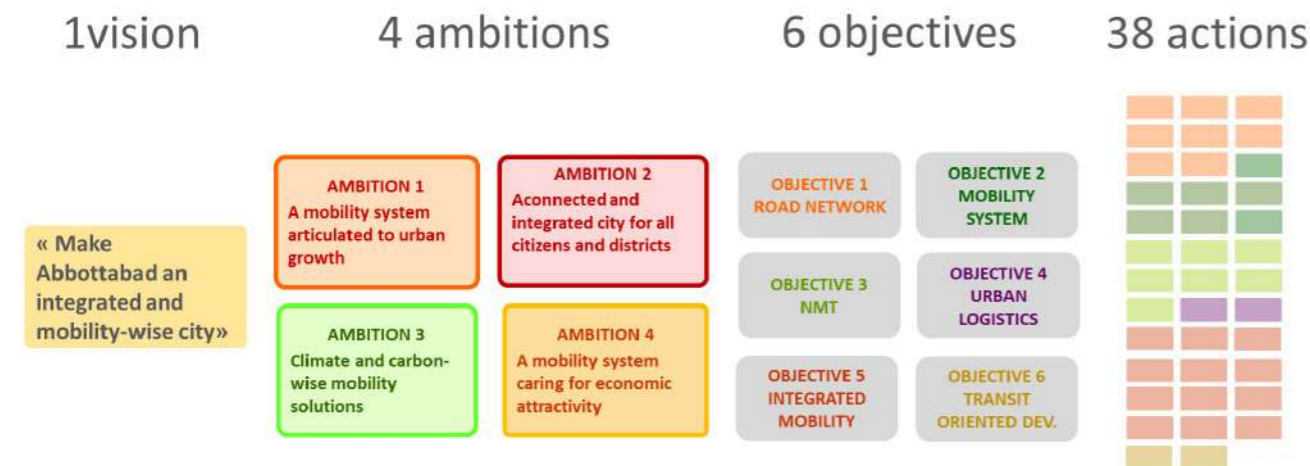 1vision
4 ambitions
6 objectives
38 actions
« Make
Abbottabad an
integrated and
mobility-wise city»
AMBITION 1
A mobility system
articulated to urban
growth
AMBITION 2
Aconnected and
integrated city for all
citizens and districts
AMBITION 3
Climate and carbon-
wise mobility
solutions
AMBITION 4
A mobility system
caring for economic
attractivity
OBJECTIVE 1
ROAD NETWORK
OBJECTIVE 2
MOBILITY
SYSTEM
OBJECTIVE 3
NMT
OBJECTIVE 4
URBAN
LOGISTICS
OBJECTIVE 5
INTEGRATED
MOBILITY
OBJECTIVE 6
TRANSIT
ORIENTED DEV.